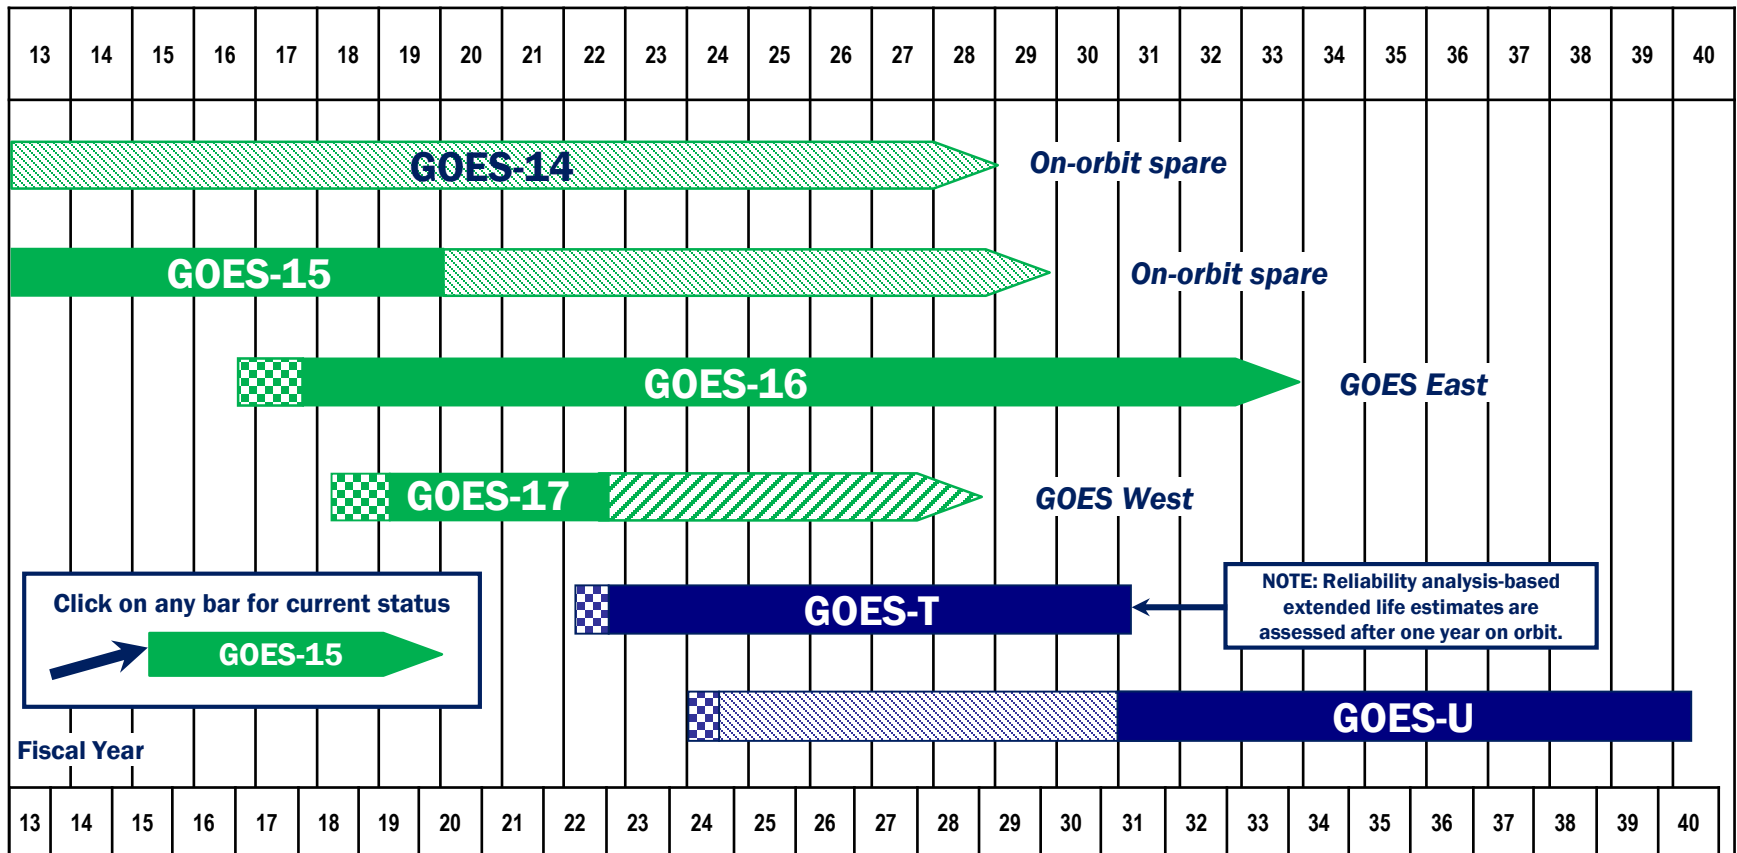 13 14 15 16 17 18 19 20 21 22 23 24 25 26 27 28 29 30 31 32 33 34 35 36 37 38 39 40
GOES-14 On-orbit spare
GOES-15 On-orbit spare
GOES-16 GOES East
GOES-17 GOES West
GOES-T
NOTE: Reliability analysis-based
extended life estimates are
assessed after one year on orbit.
Click on any bar for current status
GOES-15
GOES-U
Fiscal Year
13 14 15 16 17 18 19 20 21 22 23 24 25 26 27 28 29 30 31 32 33 34 35 36 37 38 39 40